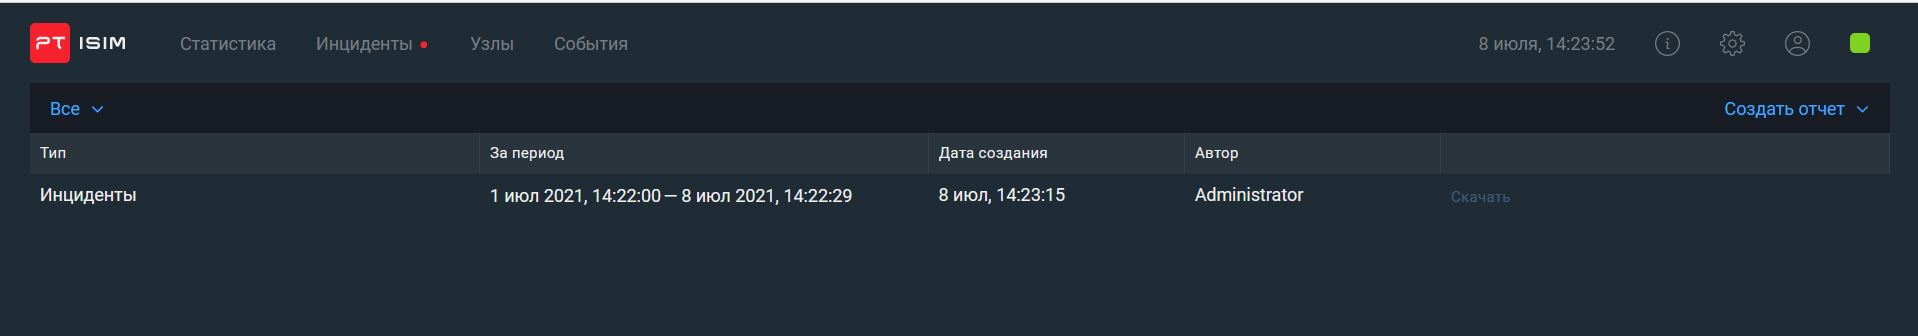 PT ISIM Статистика Инциденты Узлы События 8 июля, 14:23:52
Все Создать отчет
Тип За период Дата создания Автор
Инциденты 1 июл 2021, 14:22:00 — 8 июл 2021, 14:22:29 8 июл, 14:23:15 Administrator Скачать